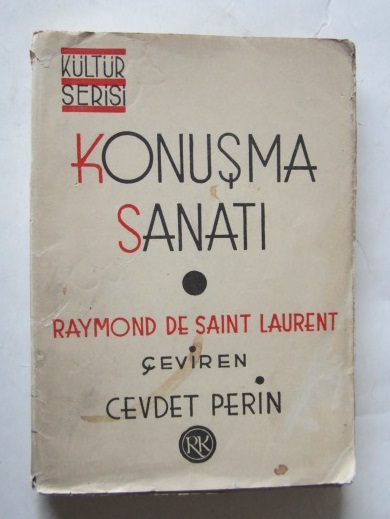 KÜLTÜR
SERİSİ
KONUŞMA
SANATI
RAYMOND DE SAINT LAURENT
ÇEVİREN
CEVDET PERİN
RK